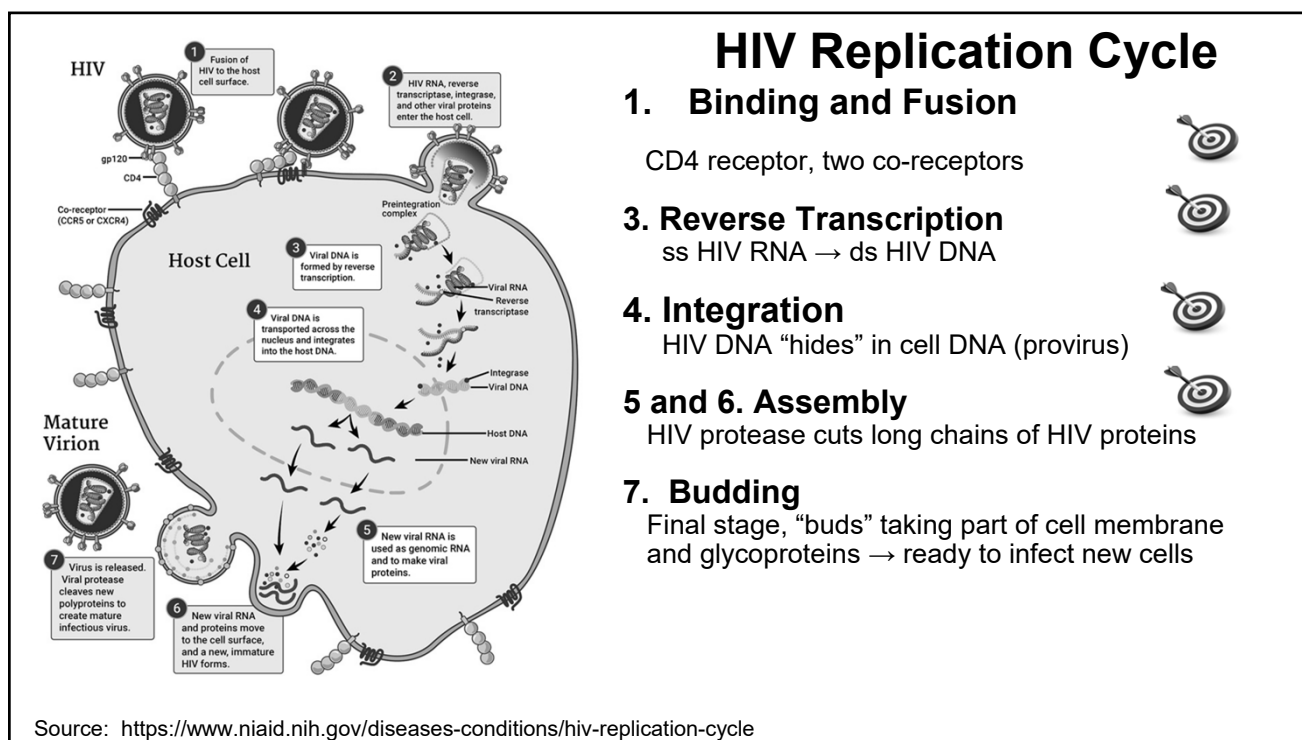 HIV Replication Cycle
1. Binding and Fusion
CD4 receptor, two co-receptors
3. Reverse Transcription
ss HIV RNA → ds HIV DNA
4. Integration
HIV DNA “hides” in cell DNA (provirus)
5 and 6. Assembly
HIV protease cuts long chains of HIV proteins
7. Budding
Final stage, “buds” taking part of cell membrane
and glycoproteins → ready to infect new cells
HIV
1
Fusion of
HIV to the host
cell surface.
2
HIV RNA, reverse
transcriptase, integrase,
and other viral proteins
enter the host cell.
gp120
CD4
Co-receptor
(CCR5 or CXCR4)
Preintegration
complex
Host Cell
3
Viral DNA is
formed by reverse
transcription.
Viral RNA
Reverse
transcriptase
4
Viral DNA is
transported across the
nucleus and integrates
into the host DNA.
Integrase
Viral DNA
Host DNA
New viral RNA
Mature
Virion
5
New viral RNA is
used as genomic RNA
and to make viral
proteins.
6
New viral RNA
and proteins move
to the cell surface,
and a new, immature
HIV forms.
7
Virus is released.
Viral protease
cleaves new
polyproteins to
create mature
infectious virus.
Source: https://www.niaid.nih.gov/diseases-conditions/hiv-replication-cycle